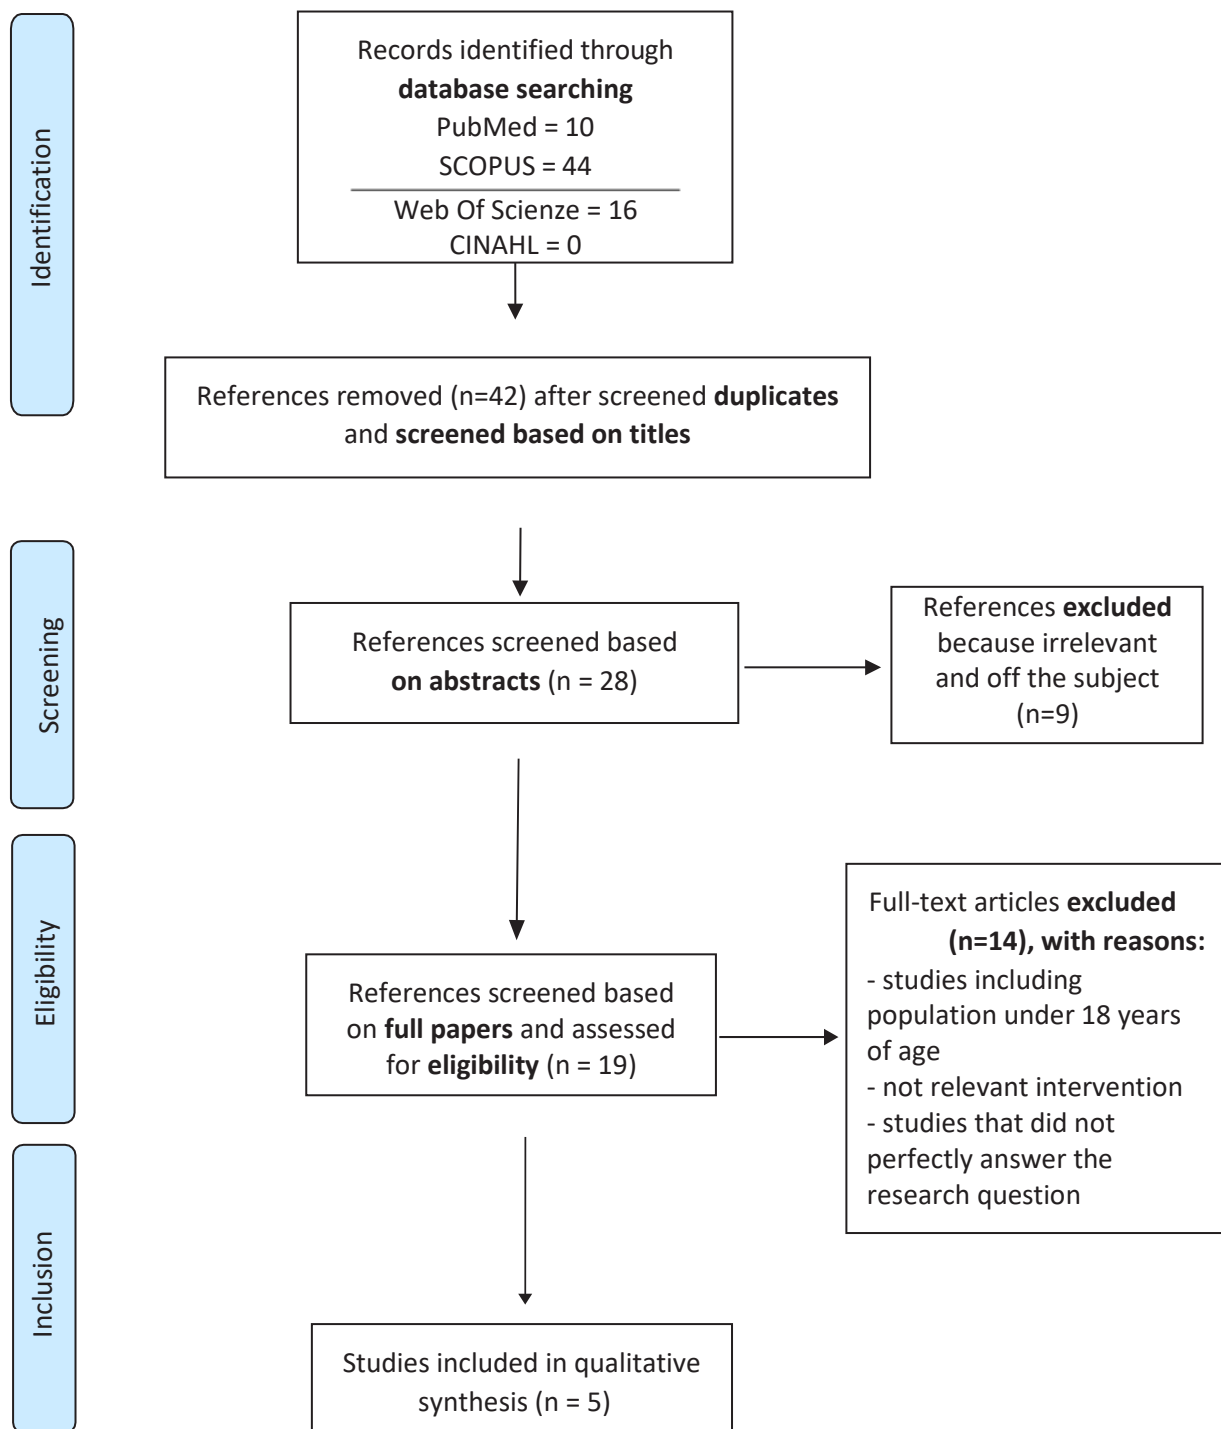 Identification
Records identified through
database searching
PubMed = 10
SCOPUS = 44
Web Of Scienze = 16
CINAHL = 0
References removed (n=42) after screened duplicates
and screened based on titles
Screening
References screened based
on abstracts (n = 28)
References excluded
because irrelevant
and off the subject
(n=9)
Eligibility
References screened based
on full papers and assessed
for eligibility (n = 19)
Full-text articles excluded
(n=14), with reasons:
- studies including
population under 18 years
of age
- not relevant intervention
- studies that did not
perfectly answer the
research question
Inclusion
Studies included in qualitative
synthesis (n = 5)